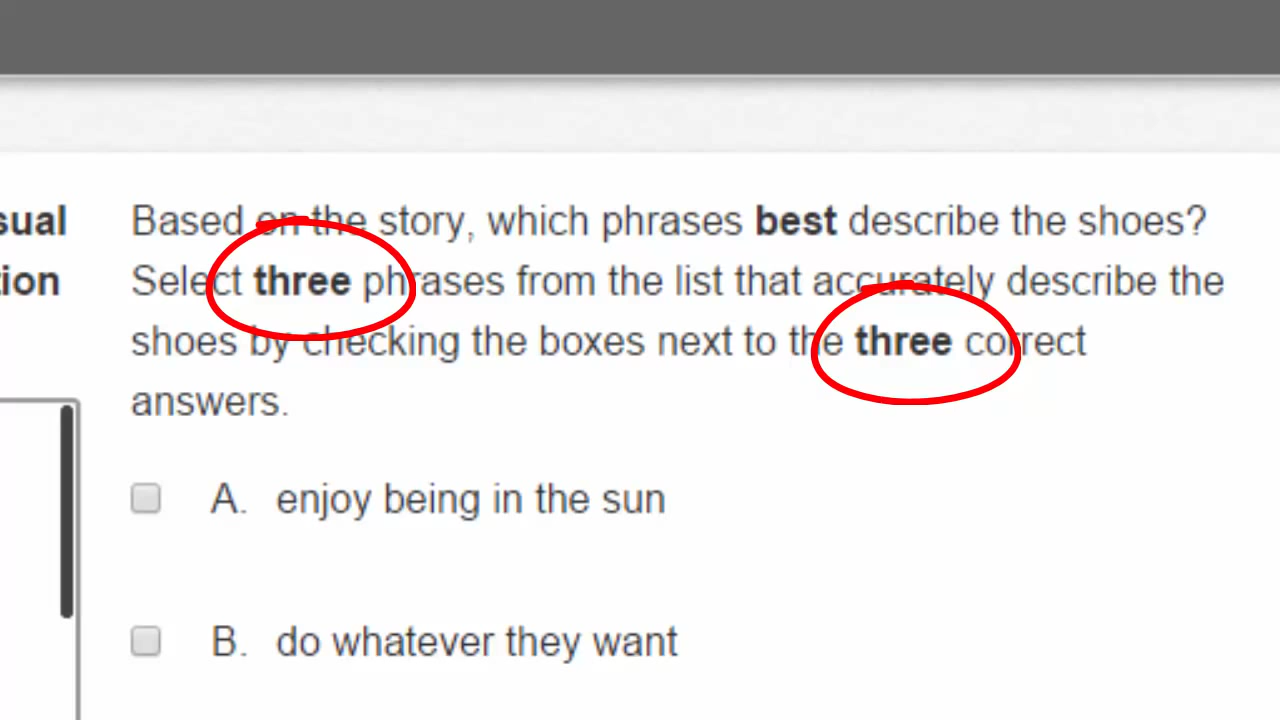 sual
tion
Based on the story, which phrases best describe the shoes?
Select three phrases from the list that accurately describe the
shoes by checking the boxes next to the three correct
answers.
A. enjoy being in the sun
B. do whatever they want